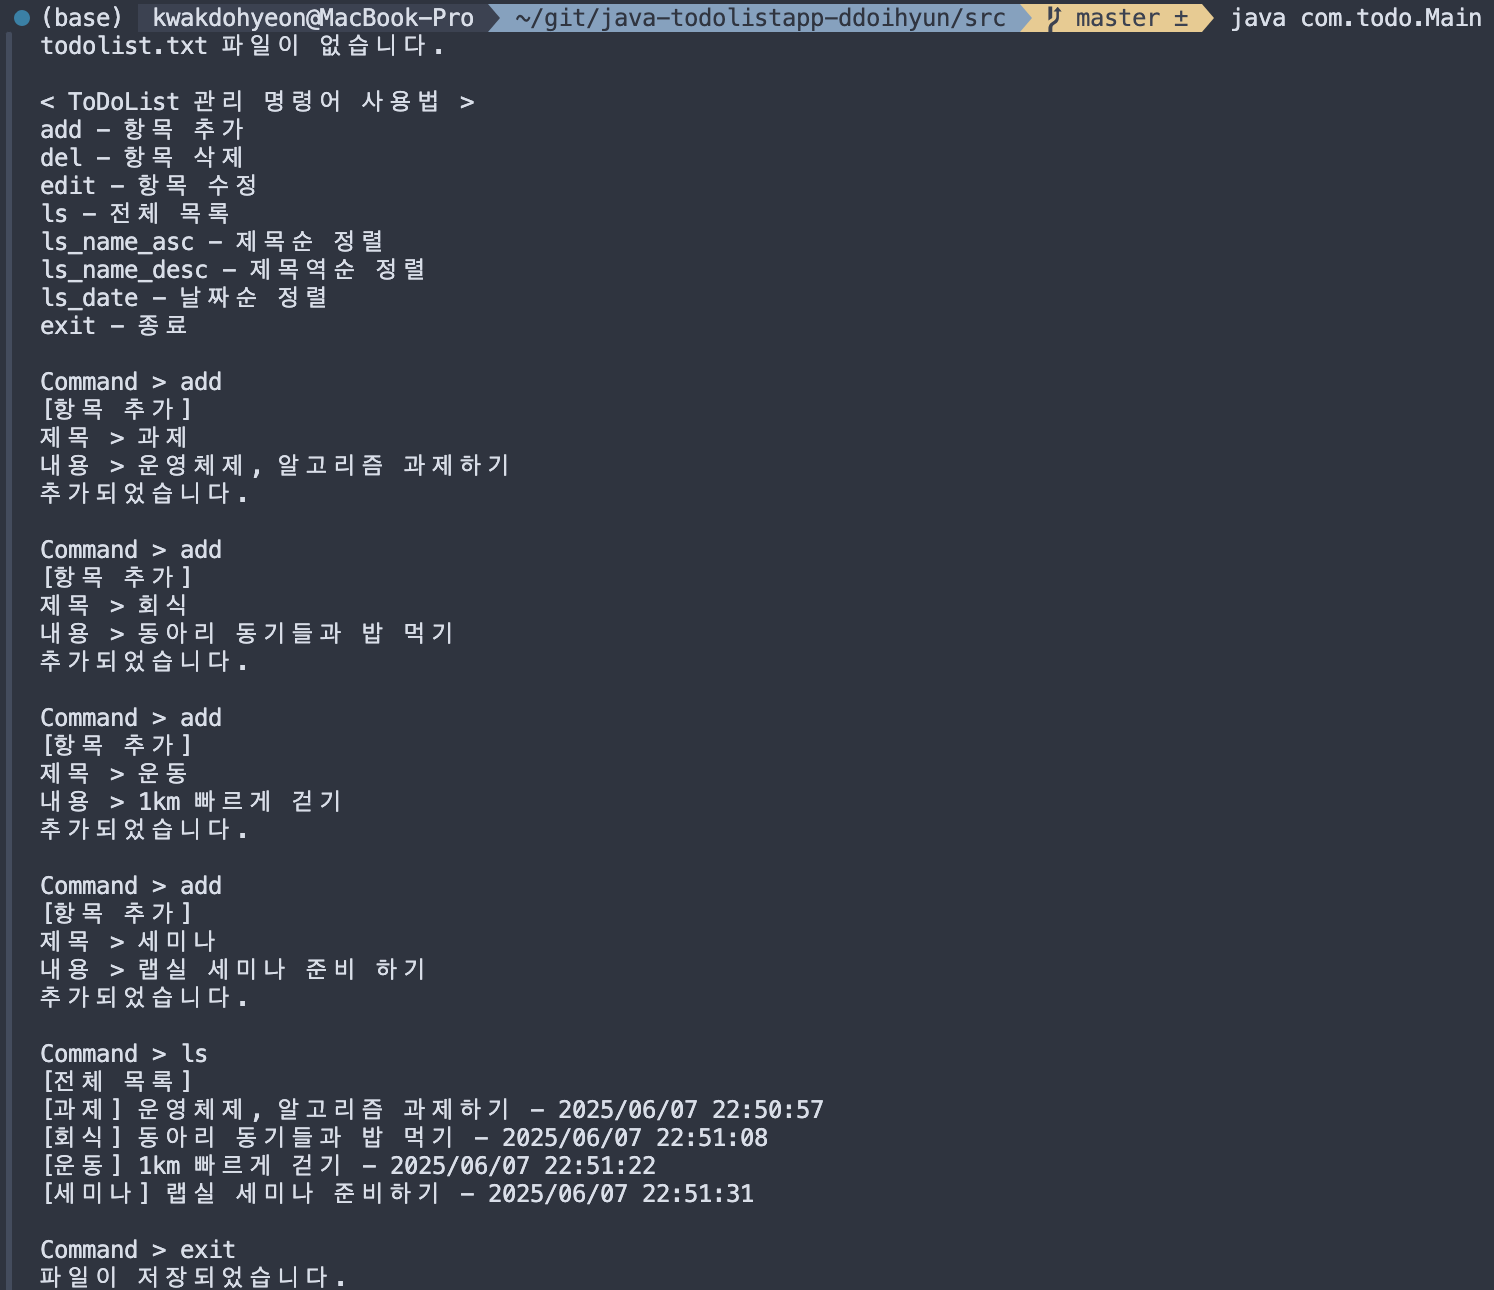 (base) kwakdohyeon@MacBook-Pro ~/git/java-todolistapp-ddoihyun/src master ± java com.todo.Main
todolist.txt 파일이 없습니다.
< ToDoList 관리 명령어 사용법 >
add - 항목 추가
del - 항목 삭제
edit - 항목 수정
ls - 전체 목록
ls_name_asc - 제목순 정렬
ls_name_desc - 제목역순 정렬
ls_date - 날짜순 정렬
exit - 종료
Command > add
[항목 추가]
제목 > 과제
내용 > 운영체제, 알고리즘 과제하기
추가되었습니다.
Command > add
[항목 추가]
제목 > 회식
내용 > 동아리 동기들과 밥 먹기
추가되었습니다.
Command > add
[항목 추가]
제목 > 운동
내용 > 1km 빠르게 걷기
추가되었습니다.
Command > add
[항목 추가]
제목 > 세미나
내용 > 랩실 세미나 준비 하기
추가되었습니다.
Command > ls
[전체 목록]
[과제] 운영체제, 알고리즘 과제하기 - 2025/06/07 22:50:57
[회식] 동아리 동기들과 밥 먹기 - 2025/06/07 22:51:08
[운동] 1km 빠르게 걷기 - 2025/06/07 22:51:22
[세미나] 랩실 세미나 준비하기 - 2025/06/07 22:51:31
Command > exit
파일이 저장되었습니다.